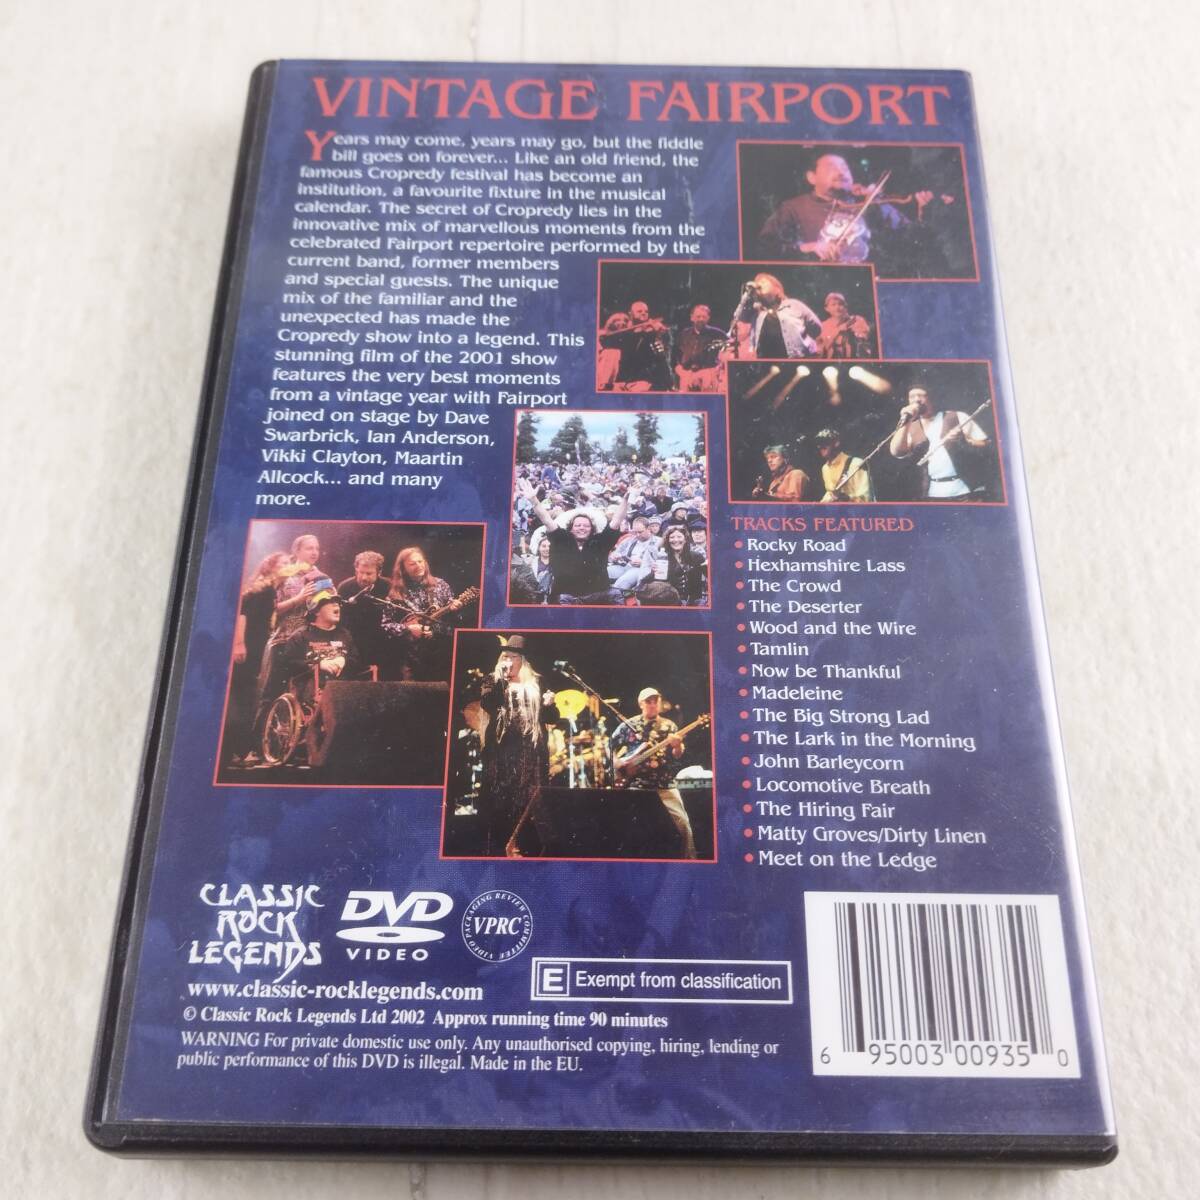 VINTAGE FAIRPORT
Years may come, years may go, but the fiddle
bill goes on forever... Like an old friend, the
famous Cropredy festival has become an
institution, a favourite fixture in the musical
calendar. The secret of Cropredy lies in the
innovative mix of marvellous moments from the
celebrated Fairport repertoire performed by the
current band, former members
and special guests. The unique
mix of the familiar and the
unexpected has made the
Cropredy show into a legend. This
stunning film of the 2001 show
features the very best moments
from a vintage year with Fairport
joined on stage by Dave
Swarbrick, Ian Anderson,
Vikki Clayton, Maartin
Allcock... and many
more.
TRACKS FEATURED
• Rocky Road
• Hexhamshire Lass
• The Crowd
• The Deserter
• Wood and the Wire
• Tamlin
• Now be Thankful
• Madeleine
• The Big Strong Lad
• The Lark in the Morning
• John Barleycorn
• Locomotive Breath
• The Hiring Fair
• Matty Groves/Dirty Linen
• Meet on the Ledge
CLASSIC
ROCK
LEGENDS
DVD
VIDEO
VIDEO PACKAGING REVIEW COMMITTEE
VPRC
E Exempt from classification
www.classic-rocklegends.com
© Classic Rock Legends Ltd 2002 Approx running time 90 minutes
WARNING For private domestic use only. Any unauthorised copying, hiring, lending or
public performance of this DVD is illegal. Made in the EU.
6 95003 00935 0